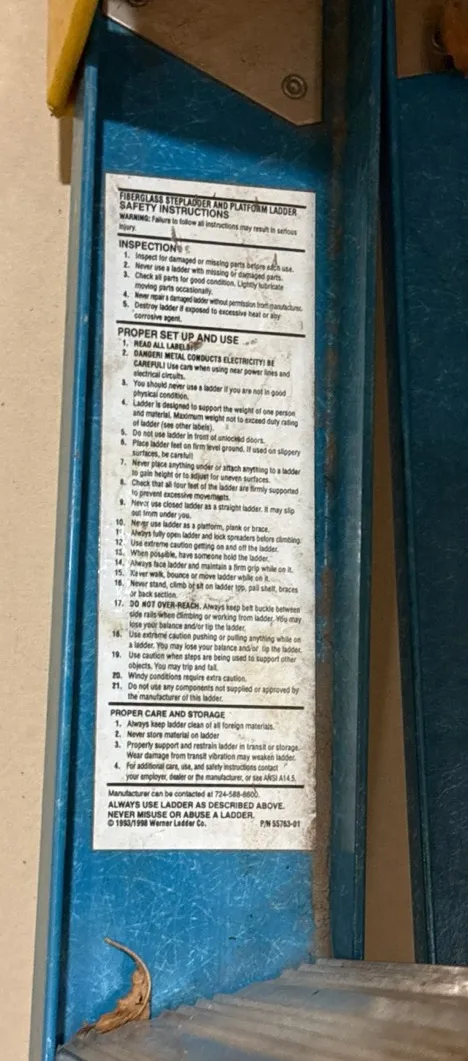 FIBERGLASS STEPLADDER AND PLATFORM LADDER
SAFETY INSTRUCTIONS
WARNING: Failure to follow all instructions may result in serious
injury.
INSPECTION
1. Inspect for damaged or missing parts before each use.
2. Never use a ladder with missing or damaged parts.
3. Check all parts for good condition. Lightly lubricate
moving parts occasionally.
4. Never repair a damaged ladder without permission from manufacturer.
5. Destroy ladder if exposed to excessive heat or any
corrosive agent.
PROPER SET UP AND USE
1. READ ALL LABELS!
2. DANGER! METAL CONDUCTS ELECTRICITY! BE
CAREFUL! Use care when using near power lines and
electrical circuits.
3. You should never use a ladder if you are not in good
physical condition.
4. Ladder is designed to support the weight of one person
and material. Maximum weight not to exceed duty rating
of ladder (see other labels).
5. Do not use ladder in front of unlocked doors.
6. Place ladder on firm level ground. If used on slippery
surfaces, be careful!
7. Never place anything under or attach anything to a ladder
to gain height or to adjust for uneven surfaces.
8. Check that all four feet of the ladder are firmly supported
to prevent excessive movements.
9. Never use closed ladder as a straight ladder. It may slip
out from under you.
10. Never use ladder as a platform, plank or brace.
11. Always fully open ladder and lock spreaders before climbing.
12. Use extreme caution getting on and off the ladder.
13. When possible, have someone hold the ladder.
14. Always face ladder and maintain a firm grip while on it.
15. Never walk, bounce or move ladder while on it.
16. Never stand, climb or sit on ladder top, pail shelf, braces
or back section.
17. DO NOT OVER-REACH. Always keep belt buckle between
side rails when climbing or working from ladder. You may
lose your balance and/or tip the ladder.
18. Use extreme caution pushing or pulling anything while on
a ladder. You may lose your balance and/or tip the ladder.
19. Use caution when steps are being used to support other
objects. You may trip and fall.
20. Windy conditions require extra caution.
21. Do not use any components not supplied or approved by
the manufacturer of this ladder.
PROPER CARE AND STORAGE
1. Always keep ladder clean of all foreign materials.
2. Never store material on ladder
3. Properly support and restrain ladder in transit or storage.
Wear damage from transit vibration may weaken ladder.
4. For additional care, use, and safety instructions contact
your employer, dealer or the manufacturer, or see ANSI A14.5.
Manufacturer can be contacted at 724-588-8600.
ALWAYS USE LADDER AS DESCRIBED ABOVE.
NEVER MISUSE OR ABUSE A LADDER.
© 1993/1998 Werner Ladder Co. P/N 55763-01